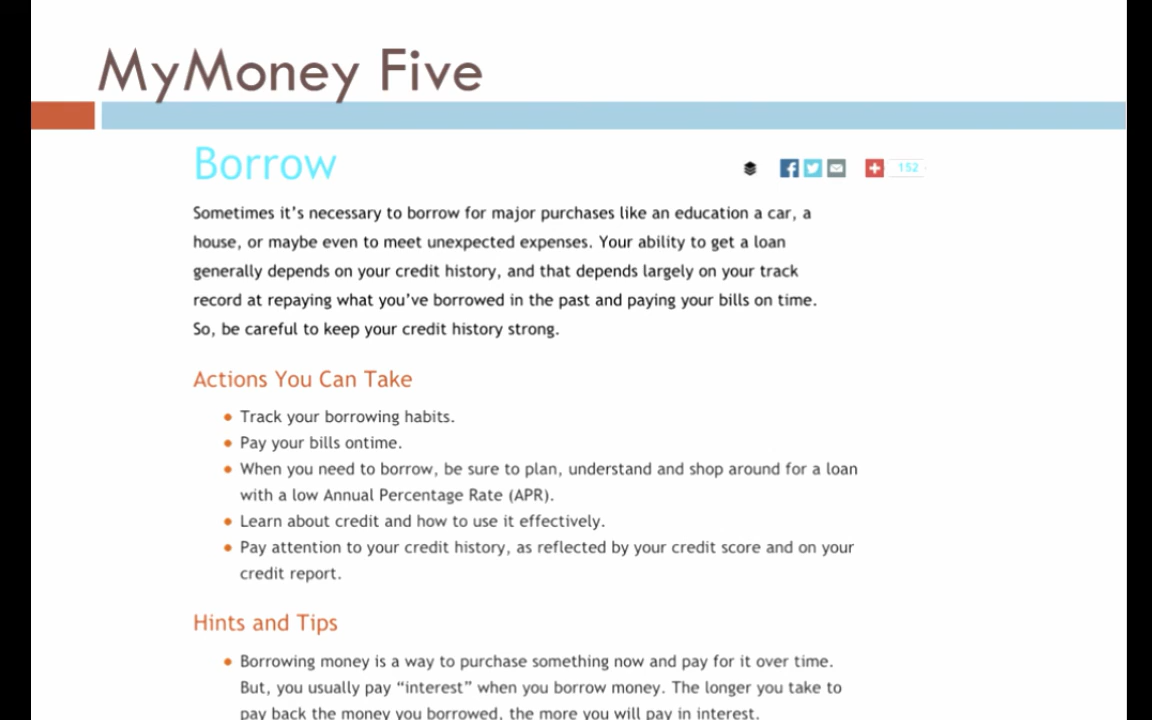 MyMoney Five
Borrow
152
Sometimes it's necessary to borrow for major purchases like an education a car, a
house, or maybe even to meet unexpected expenses. Your ability to get a loan
generally depends on your credit history, and that depends largely on your track
record at repaying what you've borrowed in the past and paying your bills on time.
So, be careful to keep your credit history strong.
Actions You Can Take
Track your borrowing habits.
Pay your bills ontime.
When you need to borrow, be sure to plan, understand and shop around for a loan
with a low Annual Percentage Rate (APR).
Learn about credit and how to use it effectively.
Pay attention to your credit history, as reflected by your credit score and on your
credit report.
Hints and Tips
Borrowing money is a way to purchase something now and pay for it over time.
But, you usually pay “interest” when you borrow money. The longer you take to
pay back the money you borrowed, the more you will pay in interest.